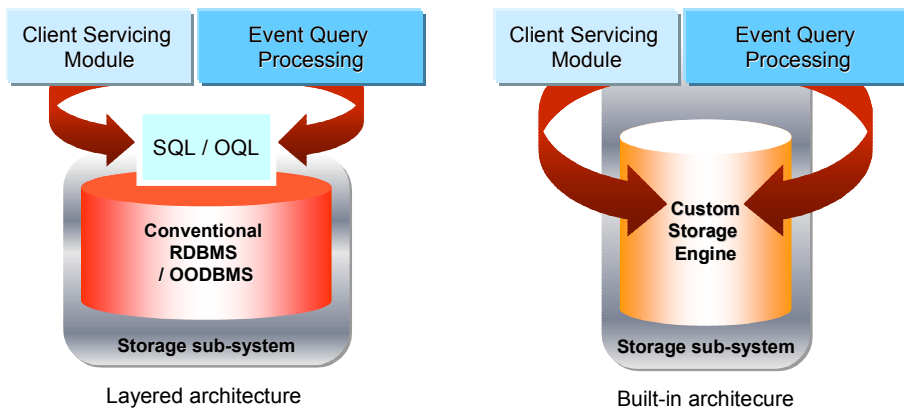 Client Servicing
Module
Event Query
Processing
SQL / OQL
Conventional
RDBMS
/ OODBMS
Storage sub-system
Layered architecture
Client Servicing
Module
Event Query
Processing
Custom
Storage
Engine
Storage sub-system
Built-in architecure